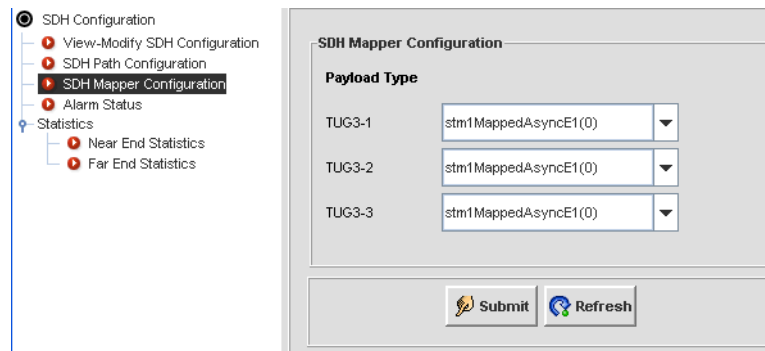 SDH Configuration
View-Modify SDH Configuration
SDH Path Configuration
SDH Mapper Configuration
Alarm Status
Statistics
Near End Statistics
Far End Statistics
SDH Mapper Configuration
Payload Type
TUG3-1 stm1MappedAsyncE1(0)
TUG3-2 stm1MappedAsyncE1(0)
TUG3-3 stm1MappedAsyncE1(0)
Submit Refresh